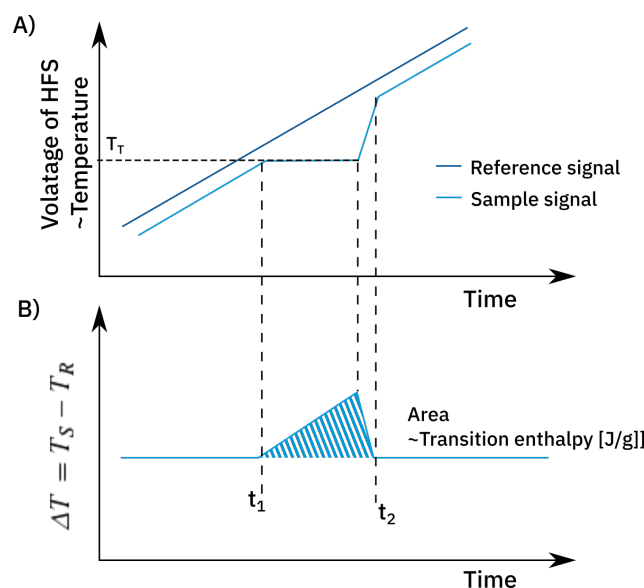 A)
Volatage of HFS
~Temperature
T_T
Reference signal
Sample signal
Time
B)
ΔT = T_S − T_R
Area
~Transition enthalpy [J/g]]
t_1
t_2
Time